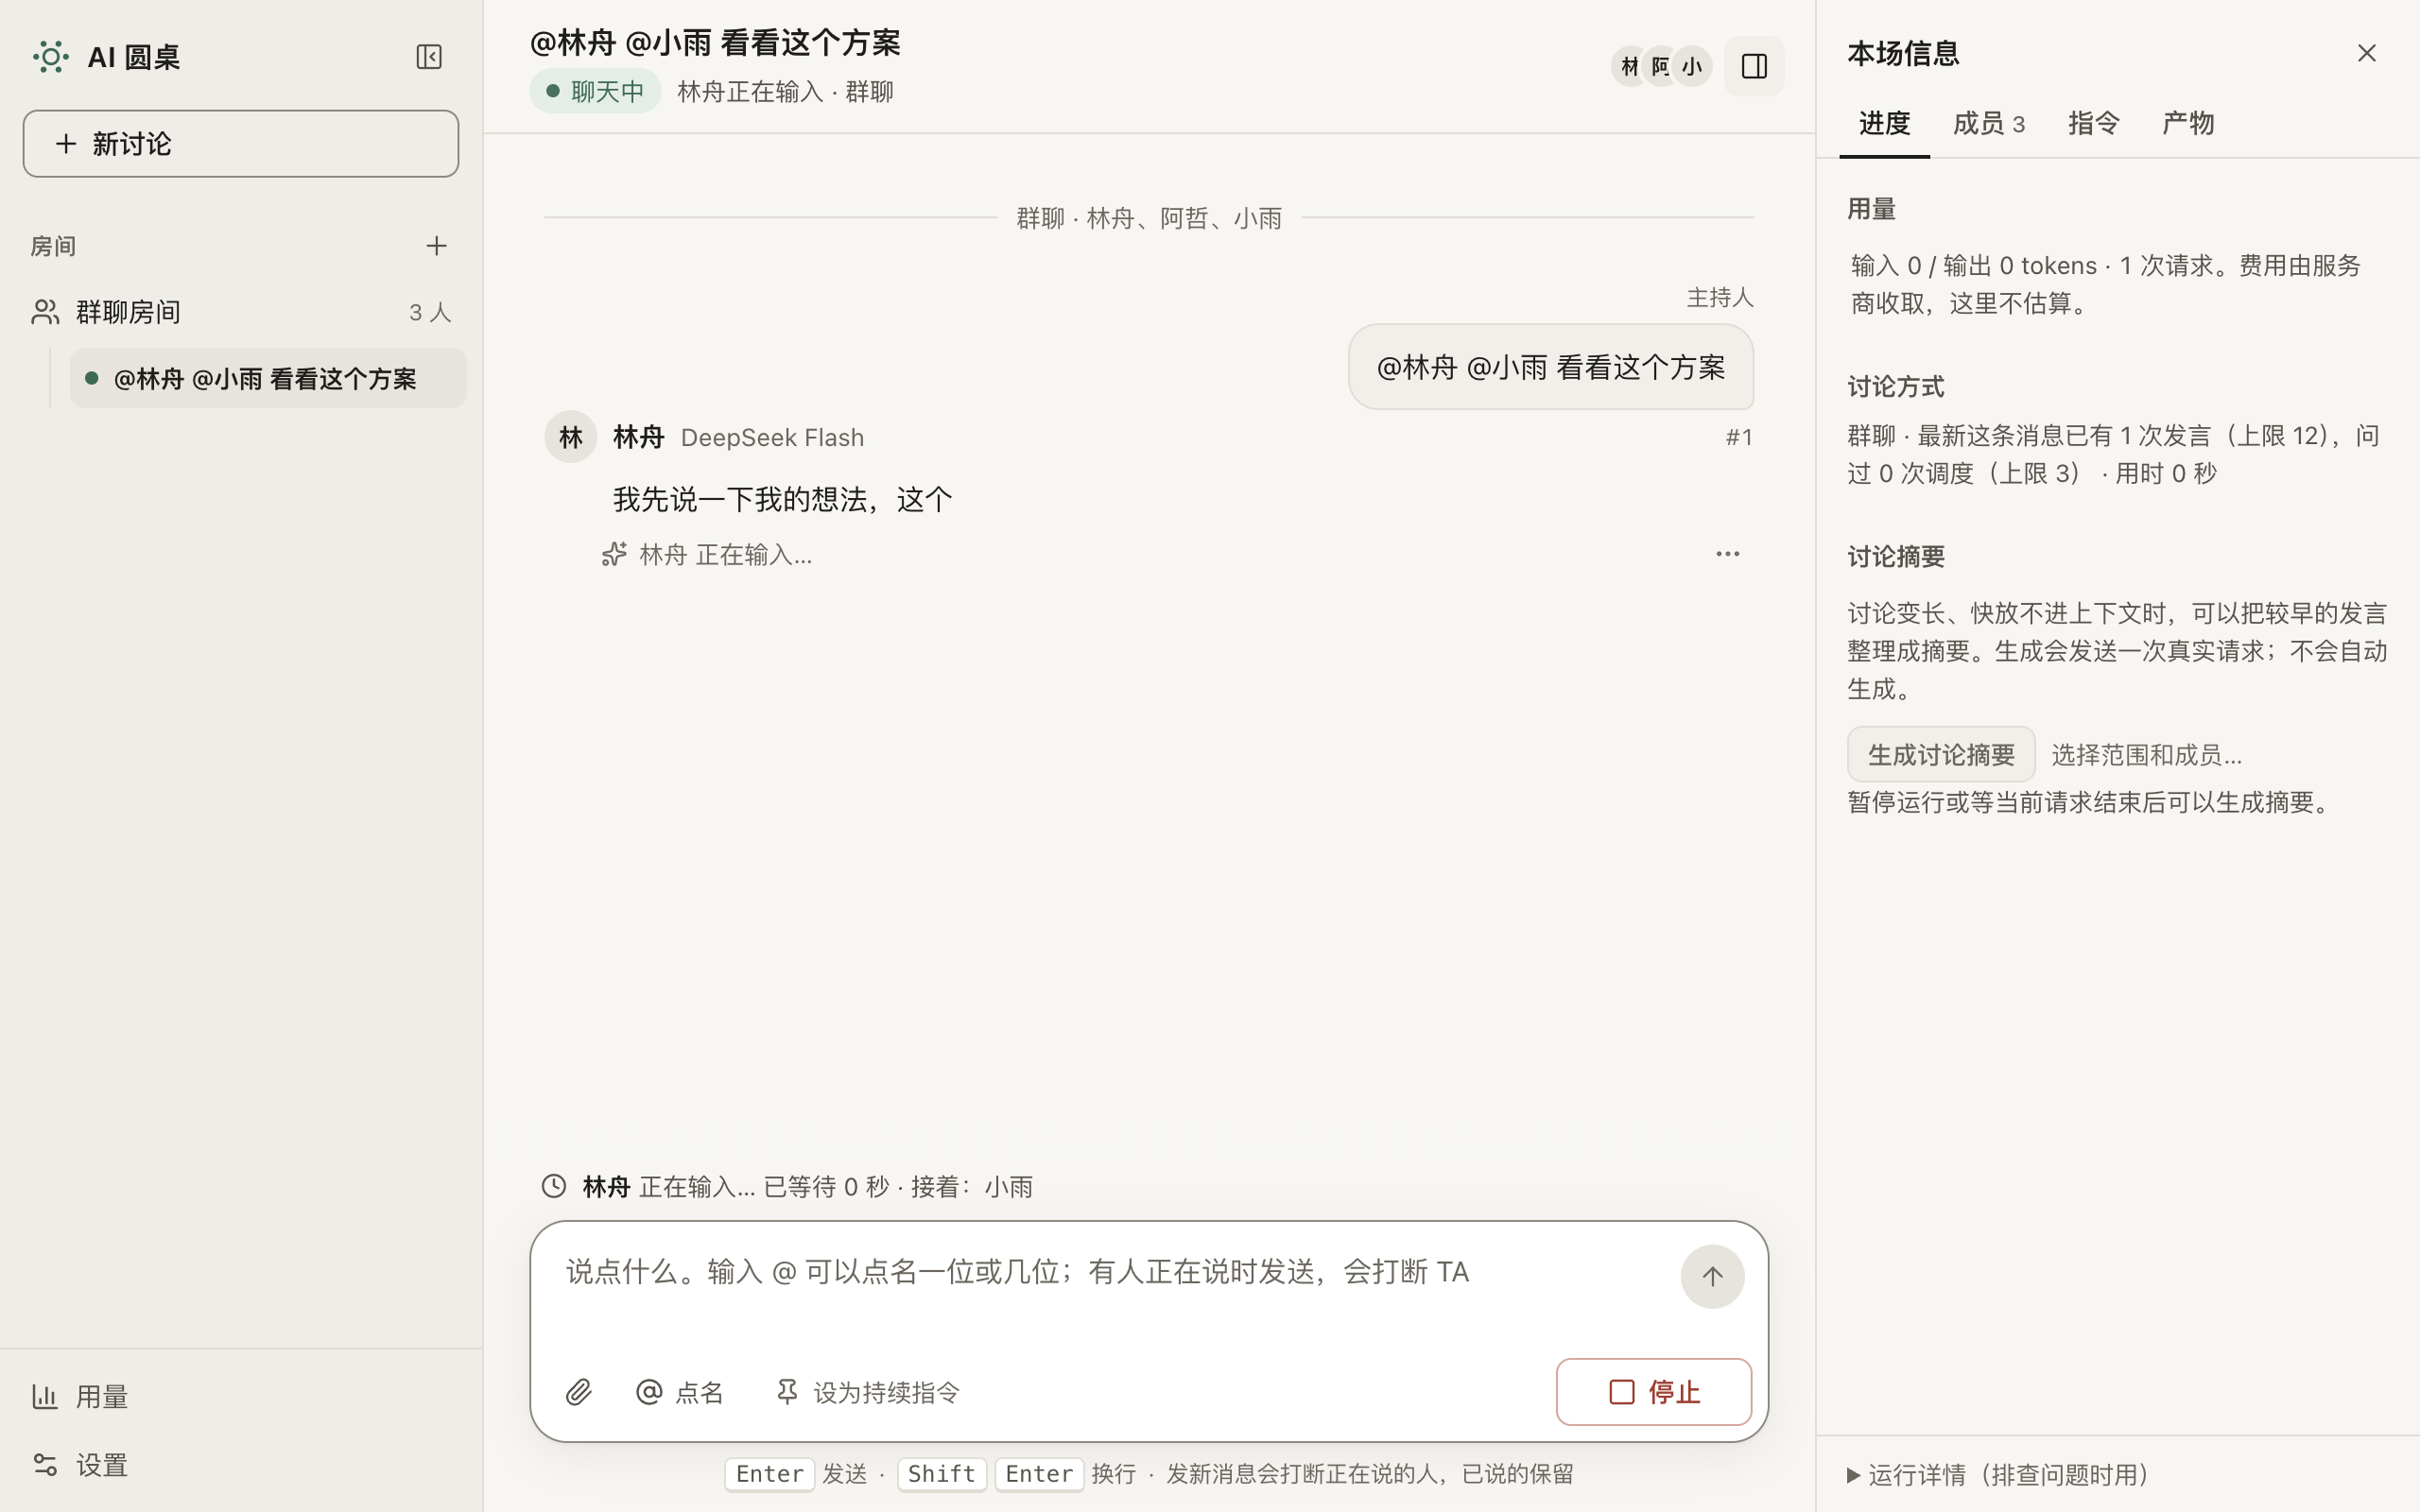 AI 圆桌
新讨论
房间
群聊房间 3 人
@林舟 @小雨 看看这个方案
用量
设置
@林舟 @小雨 看看这个方案
聊天中 林舟正在输入 · 群聊
林 阿 小
群聊 · 林舟、阿哲、小雨
主持人
@林舟 @小雨 看看这个方案
林 林舟 DeepSeek Flash #1
我先说一下我的想法，这个
林舟 正在输入...
林舟 正在输入... 已等待 0 秒 · 接着：小雨
说点什么。输入 @ 可以点名一位或几位；有人正在说时发送，会打断 TA
点名 设为持续指令 停止
Enter 发送 · Shift Enter 换行 · 发新消息会打断正在说的人，已说的保留
本场信息
进度 成员 3 指令 产物
用量
输入 0 / 输出 0 tokens · 1 次请求。费用由服务
商收取，这里不估算。
讨论方式
群聊 · 最新这条消息已有 1 次发言（上限 12），问
过 0 次调度（上限 3） · 用时 0 秒
讨论摘要
讨论变长、快放不进上下文时，可以把较早的发言
整理成摘要。生成会发送一次真实请求；不会自动
生成。
生成讨论摘要 选择范围和成员...
暂停运行或等当前请求结束后可以生成摘要。
运行详情（排查问题时用）